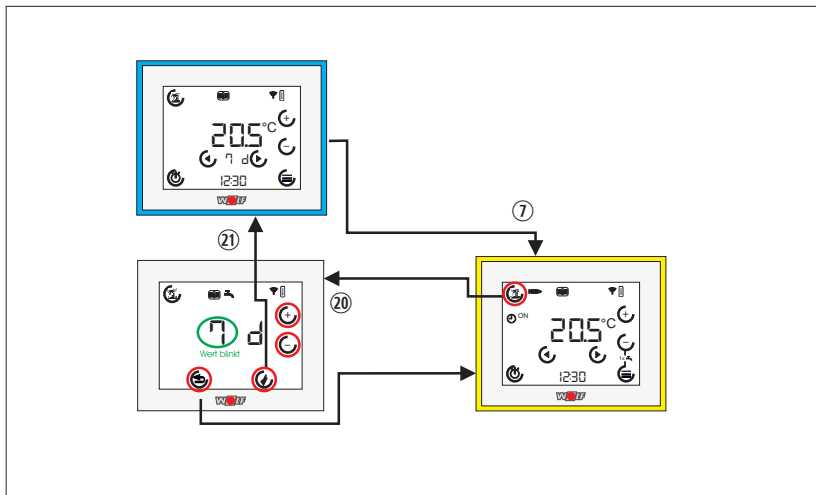 20.5°C
7 d
12:30
WOLF
㉑
⑦
⑳
7 d
Wert blinkt
WOLF
ON
20.5°C
1x
12:30
WOLF